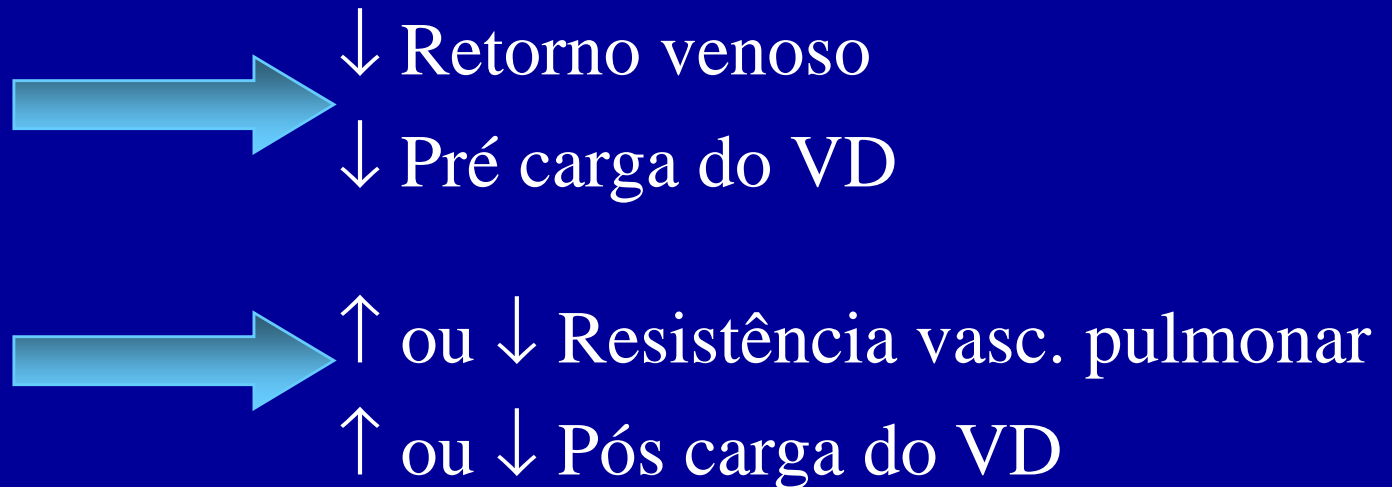 ↓ Retorno venoso
↓ Pré carga do VD
↑ ou ↓ Resistência vasc. pulmonar
↑ ou ↓ Pós carga do VD